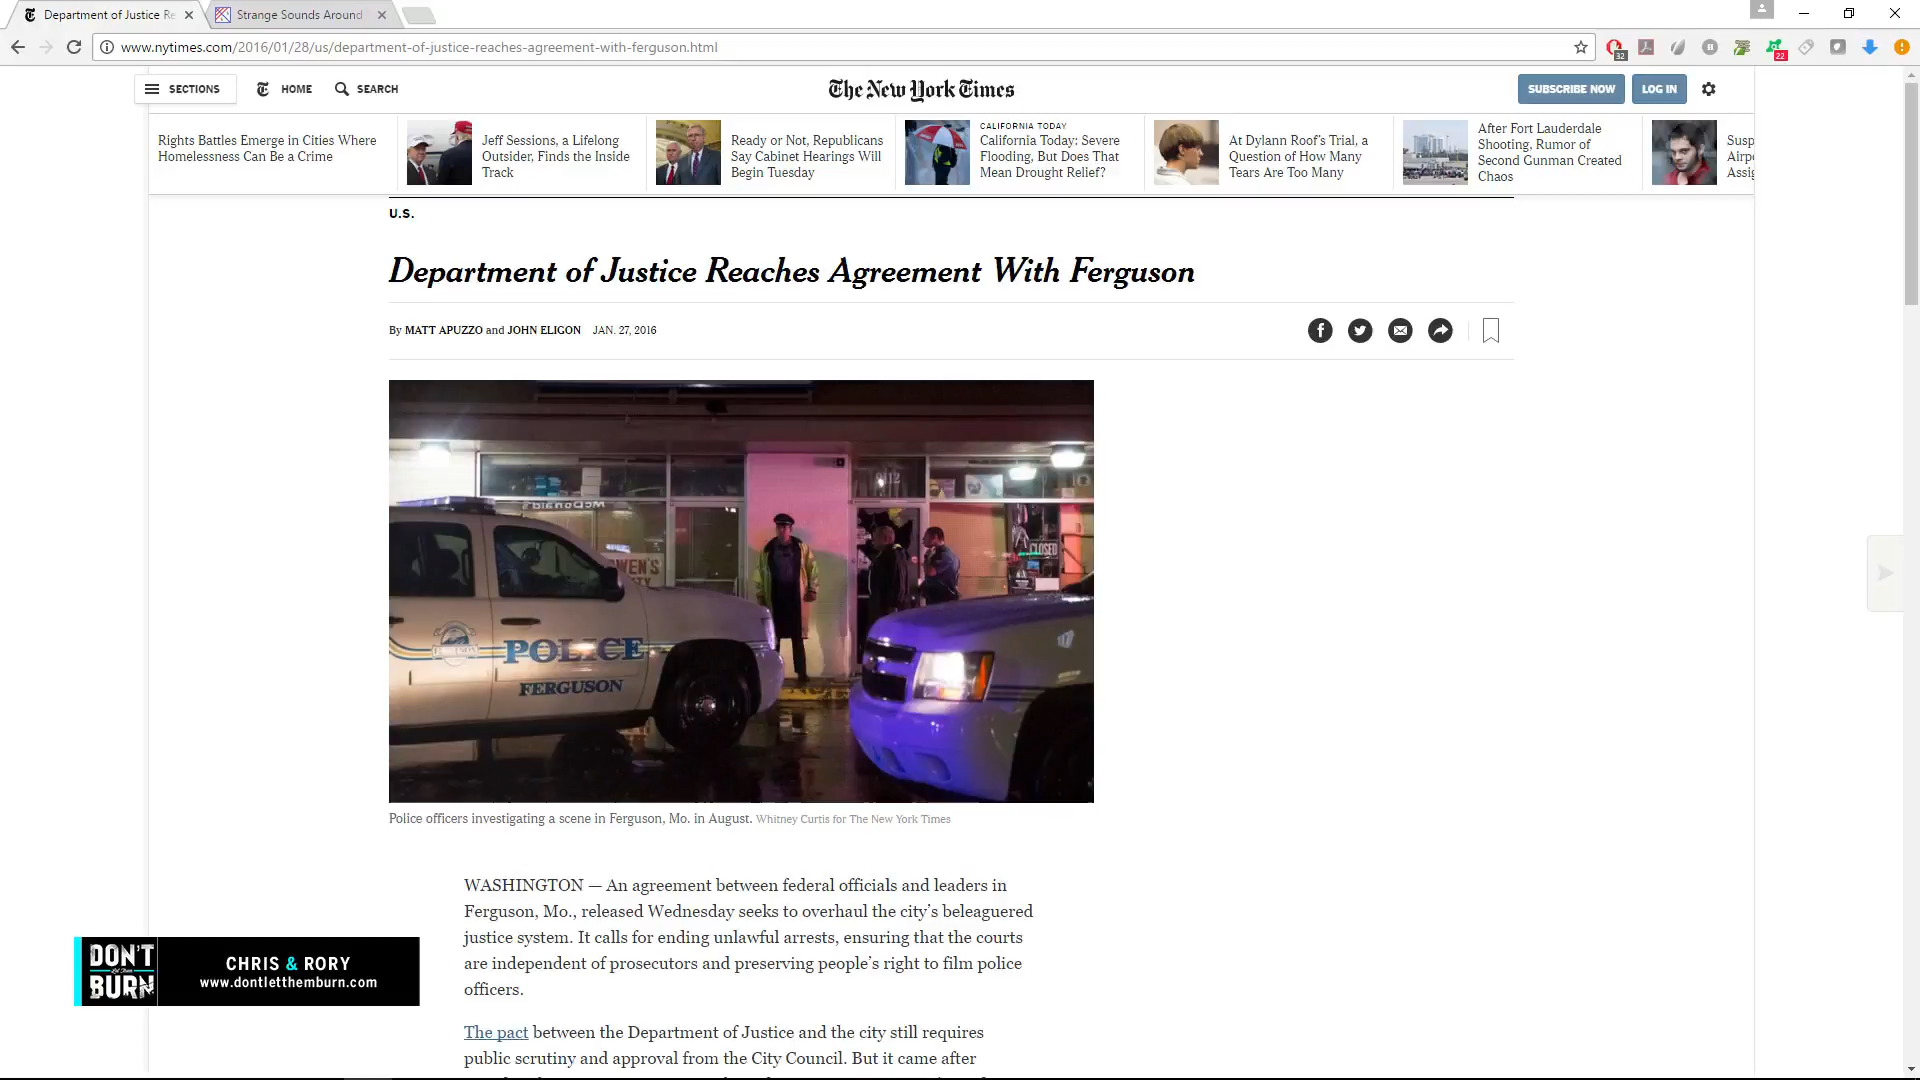 Department of Justice Re
Strange Sounds Around
www.nytimes.com/2016/01/28/us/department-of-justice-reaches-agreement-with-ferguson.html
32
22
SECTIONS
HOME
SEARCH
The New York Times
SUBSCRIBE NOW
LOG IN
Rights Battles Emerge in Cities Where
Homelessness Can Be a Crime
Jeff Sessions, a Lifelong
Outsider, Finds the Inside
Track
Ready or Not, Republicans
Say Cabinet Hearings Will
Begin Tuesday
CALIFORNIA TODAY
California Today: Severe
Flooding, But Does That
Mean Drought Relief?
At Dylann Roof's Trial, a
Question of How Many
Tears Are Too Many
After Fort Lauderdale
Shooting, Rumor of
Second Gunman Created
Chaos
Susp
Airpo
Assig
U.S.
Department of Justice Reaches Agreement With Ferguson
By MATT APUZZO and JOHN ELIGON JAN. 27, 2016
McDonald's
CLOSED
POLICE
FERGUSON
Police officers investigating a scene in Ferguson, Mo. in August. Whitney Curtis for The New York Times
WASHINGTON — An agreement between federal officials and leaders in
Ferguson, Mo., released Wednesday seeks to overhaul the city's beleaguered
justice system. It calls for ending unlawful arrests, ensuring that the courts
are independent of prosecutors and preserving people's right to film police
officers.
The pact between the Department of Justice and the city still requires
public scrutiny and approval from the City Council. But it came after
DON'T
Let Them
BURN
CHRIS & RORY
www.dontletthemburn.com